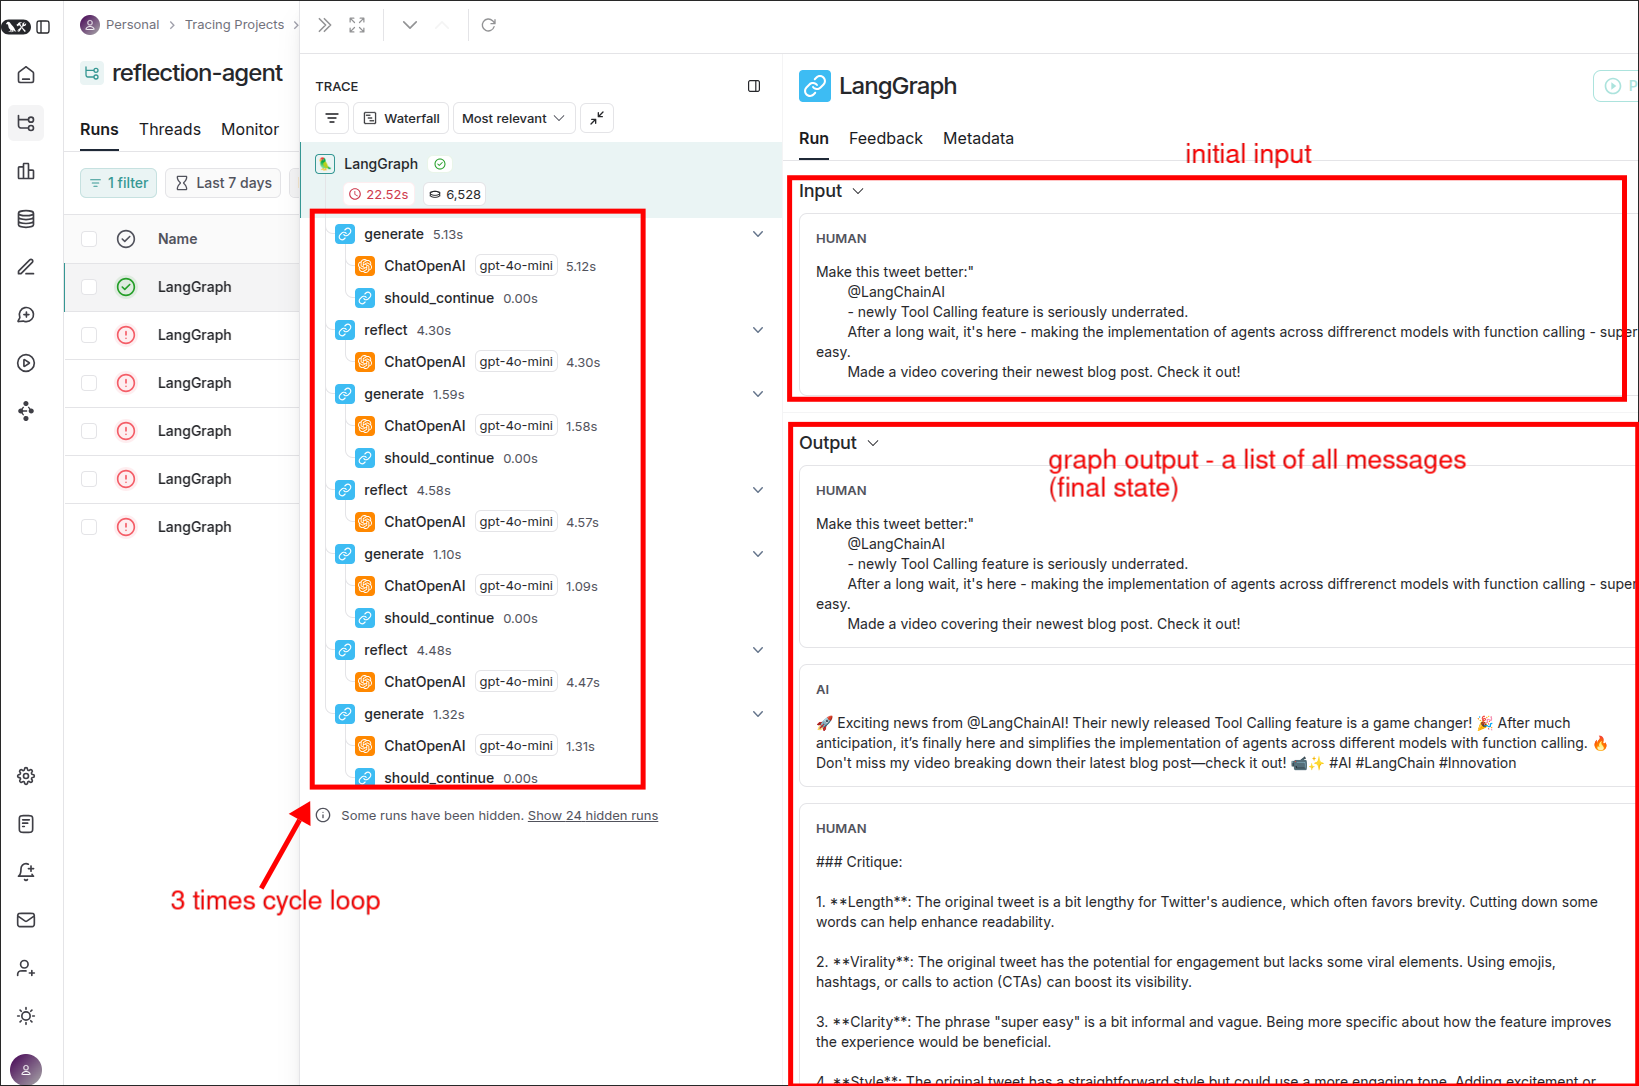 Personal
Tracing Projects
reflection-agent
Runs
Threads
Monitor
1 filter
Last 7 days
Name
LangGraph
LangGraph
LangGraph
LangGraph
LangGraph
LangGraph
TRACE
Waterfall
Most relevant
LangGraph
22.52s
6,528
generate 5.13s
ChatOpenAI gpt-4o-mini 5.12s
should_continue 0.00s
reflect 4.30s
ChatOpenAI gpt-4o-mini 4.30s
generate 1.59s
ChatOpenAI gpt-4o-mini 1.58s
should_continue 0.00s
reflect 4.58s
ChatOpenAI gpt-4o-mini 4.57s
generate 1.10s
ChatOpenAI gpt-4o-mini 1.09s
should_continue 0.00s
reflect 4.48s
ChatOpenAI gpt-4o-mini 4.47s
generate 1.32s
ChatOpenAI gpt-4o-mini 1.31s
should_continue 0.00s
Some runs have been hidden. Show 24 hidden runs
3 times cycle loop
LangGraph
P
Run
Feedback
Metadata
initial input
Input
HUMAN
Make this tweet better:"
@LangChainAI
- newly Tool Calling feature is seriously underrated.
After a long wait, it's here - making the implementation of agents across diffrerenct models with function calling - super
easy.
Made a video covering their newest blog post. Check it out!
Output
graph output - a list of all messages
(final state)
HUMAN
Make this tweet better:"
@LangChainAI
- newly Tool Calling feature is seriously underrated.
After a long wait, it's here - making the implementation of agents across diffrerenct models with function calling - super
easy.
Made a video covering their newest blog post. Check it out!
AI
🚀 Exciting news from @LangChainAI! Their newly released Tool Calling feature is a game changer! 🎉 After much
anticipation, it’s finally here and simplifies the implementation of agents across different models with function calling. 🔥
Don't miss my video breaking down their latest blog post—check it out! 📹✨ #AI #LangChain #Innovation
HUMAN
### Critique:
1. **Length**: The original tweet is a bit lengthy for Twitter's audience, which often favors brevity. Cutting down some
words can help enhance readability.
2. **Virality**: The original tweet has the potential for engagement but lacks some viral elements. Using emojis,
hashtags, or calls to action (CTAs) can boost its visibility.
3. **Clarity**: The phrase "super easy" is a bit informal and vague. Being more specific about how the feature improves
the experience would be beneficial.
4. **Style**: The original tweet has a straightforward style but could use a more engaging tone. Adding excitement or